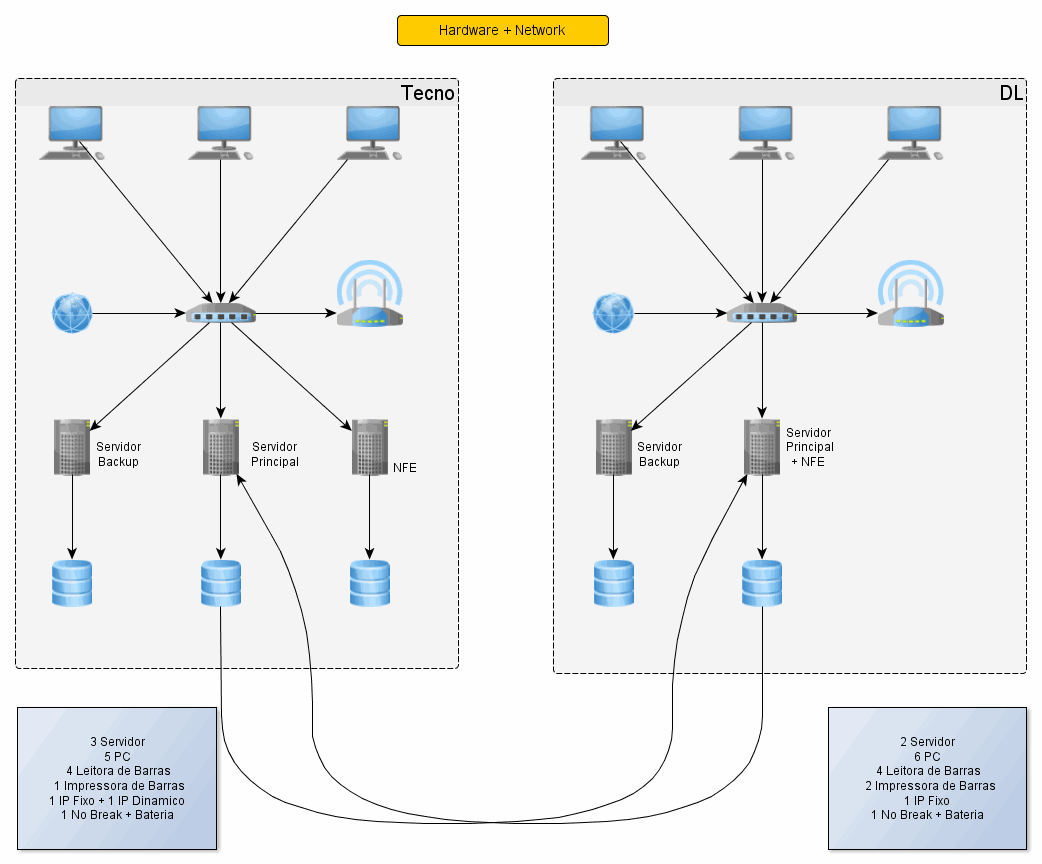 Hardware + Network
Tecno
DL
Servidor
Backup
Servidor
Principal
NFE
Servidor
Backup
Servidor
Principal
+ NFE
3 Servidor
5 PC
4 Leitora de Barras
1 Impressora de Barras
1 IP Fixo + 1 IP Dinamico
1 No Break + Bateria
2 Servidor
6 PC
4 Leitora de Barras
2 Impressora de Barras
1 IP Fixo
1 No Break + Bateria